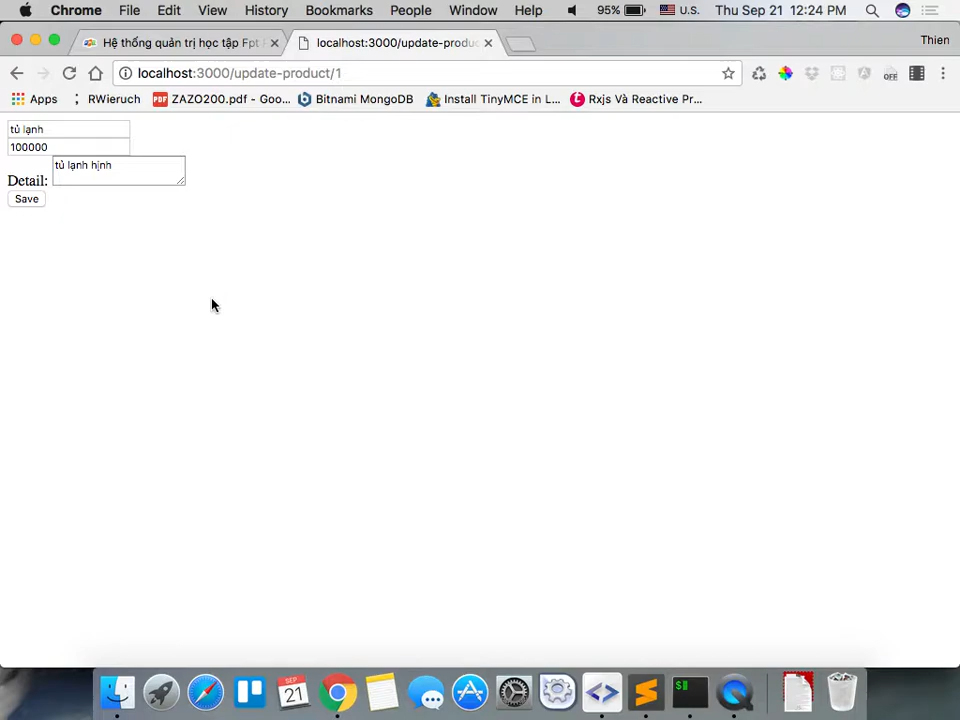 Chrome File Edit View History Bookmarks People Window Help 95% U.S. Thu Sep 21 12:24 PM
Hệ thống quản trị học tập Fpt
localhost:3000/update-produc
Thien
localhost:3000/update-product/1
Apps
RWieruch
ZAZO200.pdf - Goo...
Bitnami MongoDB
Install TinyMCE in L...
Rxjs Và Reactive Pr...
tủ lạnh
100000
tủ lạnh hịnh
Detail:
Save
SEP
21